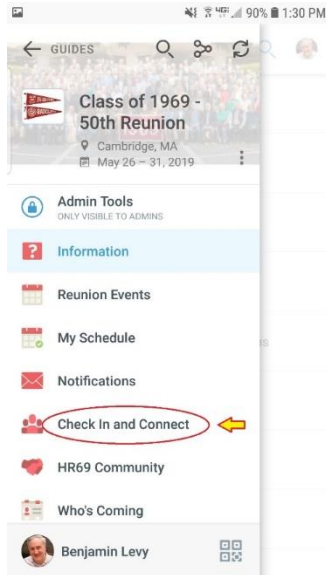 90% 1:30 PM
GUIDES
Class of 1969 -
50th Reunion
Cambridge, MA
May 26 – 31, 2019
Admin Tools
ONLY VISIBLE TO ADMINS
Information
Reunion Events
My Schedule
Notifications
Check In and Connect
HR69 Community
Who's Coming
Benjamin Levy